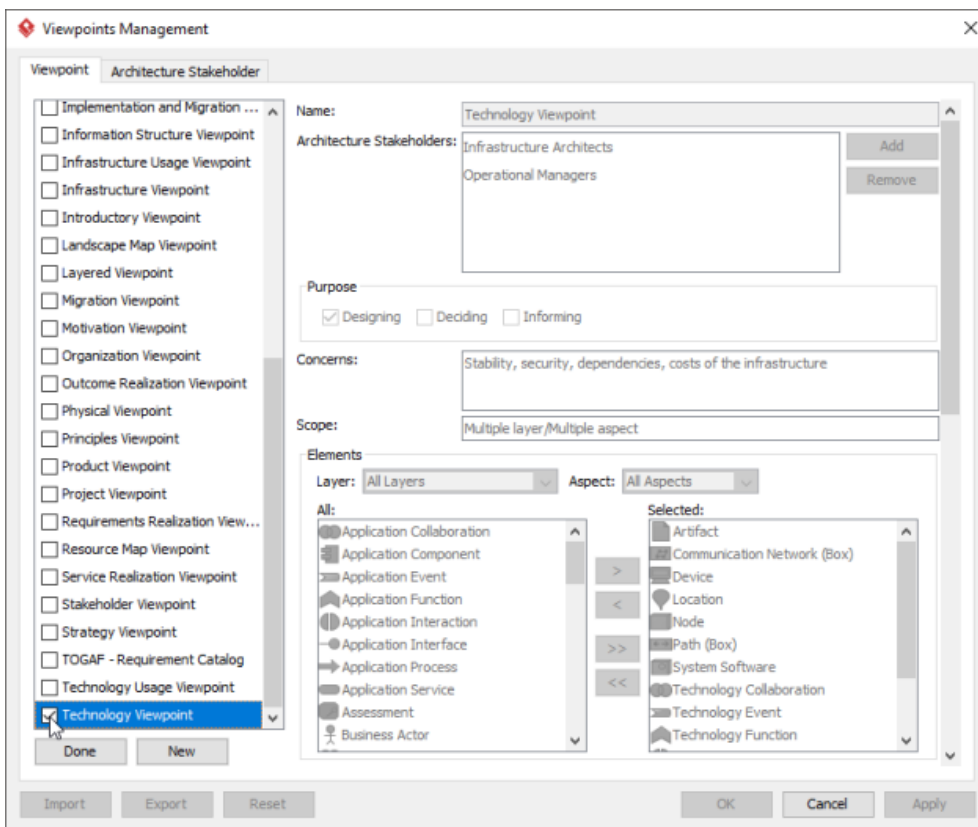 Viewpoints Management
Viewpoint
Architecture Stakeholder
Implementation and Migration ...
Information Structure Viewpoint
Infrastructure Usage Viewpoint
Infrastructure Viewpoint
Introductory Viewpoint
Landscape Map Viewpoint
Layered Viewpoint
Migration Viewpoint
Motivation Viewpoint
Organization Viewpoint
Outcome Realization Viewpoint
Physical Viewpoint
Principles Viewpoint
Product Viewpoint
Project Viewpoint
Requirements Realization View...
Resource Map Viewpoint
Service Realization Viewpoint
Stakeholder Viewpoint
Strategy Viewpoint
TOGAF - Requirement Catalog
Technology Usage Viewpoint
Technology Viewpoint
Done
New
Name:
Technology Viewpoint
Architecture Stakeholders:
Infrastructure Architects
Operational Managers
Add
Remove
Purpose
Designing
Deciding
Informing
Concerns:
Stability, security, dependencies, costs of the infrastructure
Scope:
Multiple layer/Multiple aspect
Elements
Layer:
All Layers
Aspect:
All Aspects
All:
Application Collaboration
Application Component
Application Event
Application Function
Application Interaction
Application Interface
Application Process
Application Service
Assessment
Business Actor
>
<
>>
<<
Selected:
Artifact
Communication Network (Box)
Device
Location
Node
Path (Box)
System Software
Technology Collaboration
Technology Event
Technology Function
Import
Export
Reset
OK
Cancel
Apply